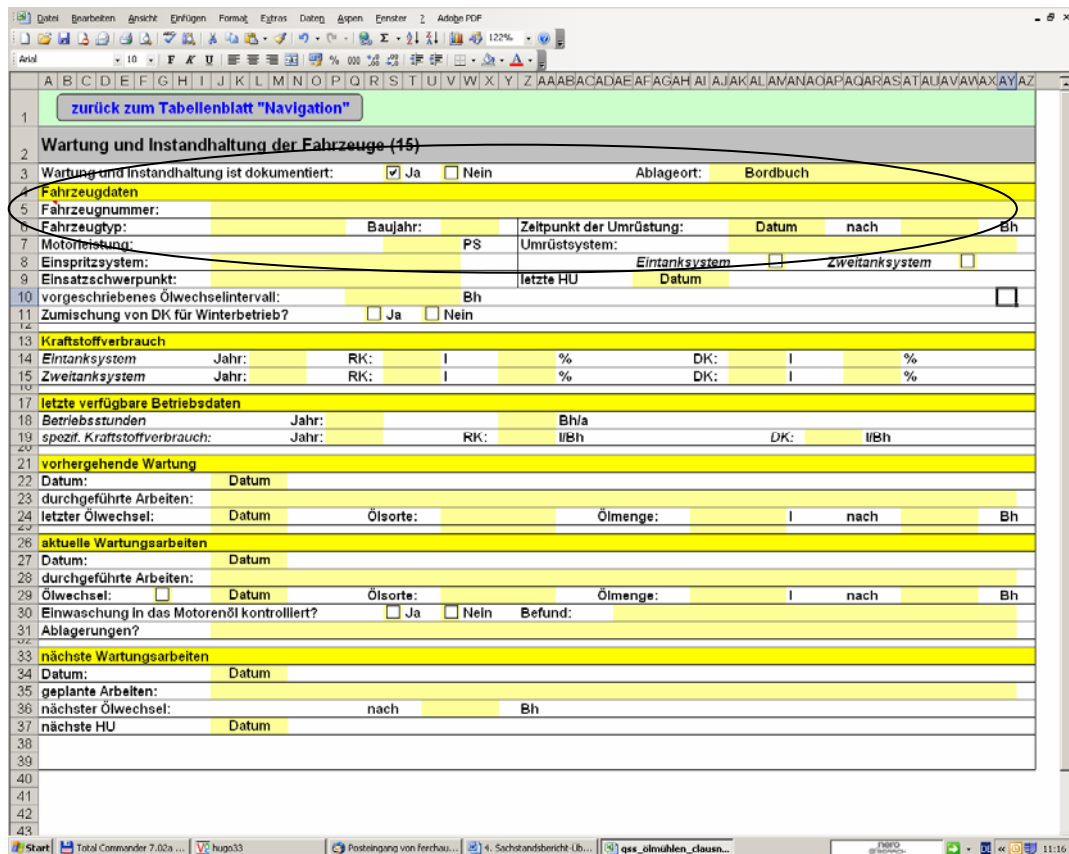 Datei Bearbeiten Ansicht Einfügen Format Extras Daten Aspen Fenster ? Adobe PDF
122%
Arial 10 F K U % 000
A B C D E F G H I J K L M N O P Q R S T U V W X Y Z AA AB AC AD AE AF AG AH AI AJ AK AL AM AN AO AP AQ AR AS AT AU AV AW AX AY AZ
1 zurück zum Tabellenblatt "Navigation"
2 Wartung und Instandhaltung der Fahrzeuge (15)
3 Wartung und Instandhaltung ist dokumentiert: Ja Nein Ablageort: Bordbuch
4 Fahrzeugdaten
5 Fahrzeugnummer:
6 Fahrzeugtyp: Baujahr: Zeitpunkt der Umrüstung: Datum nach Bh
7 Motorleistung: PS Umrüstsystem:
8 Einspritzsystem: Eintanksystem Zweitanksystem
9 Einsatzschwerpunkt: letzte HU Datum
10 vorgeschriebenes Ölwechselintervall: Bh
11 Zumischung von DK für Winterbetrieb? Ja Nein
12
13 Kraftstoffverbrauch
14 Eintanksystem Jahr: RK: l % DK: l %
15 Zweitanksystem Jahr: RK: l % DK: l %
16
17 letzte verfügbare Betriebsdaten
18 Betriebsstunden Jahr: Bh/a
19 spezif. Kraftstoffverbrauch: Jahr: RK: l/Bh DK: l/Bh
20
21 vorhergehende Wartung
22 Datum: Datum
23 durchgeführte Arbeiten:
24 letzter Ölwechsel: Datum Ölsorte: Ölmenge: l nach Bh
25
26 aktuelle Wartungsarbeiten
27 Datum: Datum
28 durchgeführte Arbeiten:
29 Ölwechsel: Datum Ölsorte: Ölmenge: l nach Bh
30 Einwaschung in das Motorenöl kontrolliert? Ja Nein Befund:
31 Ablagerungen?
32
33 nächste Wartungsarbeiten
34 Datum: Datum
35 geplante Arbeiten:
36 nächster Ölwechsel: nach Bh
37 nächste HU Datum
38
39
40
41
42
43
Start Total Commander 7.02a ... hugo33 Posteingang von ferchau... 4. Sachstandsbericht-Üb... qss_ölmühlen_clausn... nero 11:16